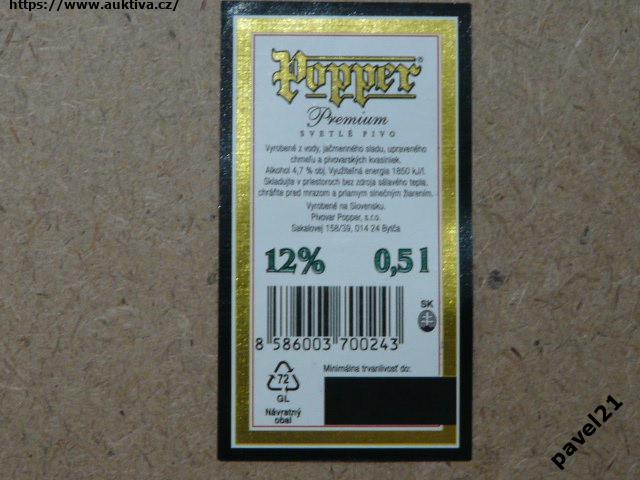 https://www.auktiva.cz/
Popper
Premium
SVETLÉ PIVO
Vyrobené z vody, jačmenného sladu, upraveného
chmeľu a pivovarských kvasiniek.
Alkohol 4,7 % obj. Využiteľná energia 1850 kJ/l.
Skladujte v priestoroch bez zdroja sálavého tepla,
chráňte pred mrazom a priamym slnečným žiarením.
Vyrobené na Slovensku.
Pivovar Popper, s.r.o.
Sakalovej 158/39, 014 24 Bytča
12% 0,5 l
SK
8 586003 700243
72
GL
Minimálna trvanlivosť do:
Návratný
obal
pavel21